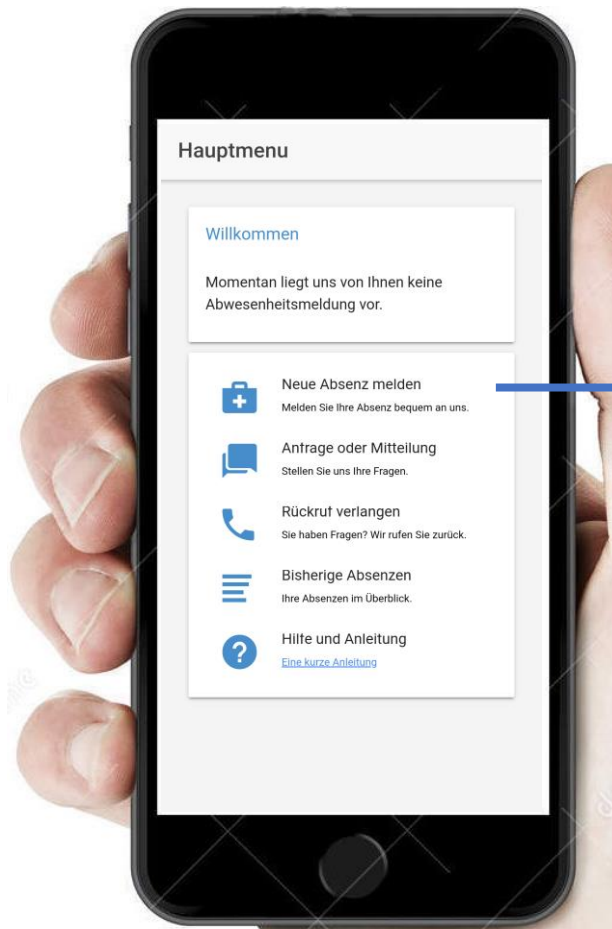 Hauptmenu
Willkommen
Momentan liegt uns von Ihnen keine
Abwesenheitsmeldung vor.
Neue Absenz melden
Melden Sie Ihre Absenz bequem an uns.
Anfrage oder Mitteilung
Stellen Sie uns Ihre Fragen.
Rückruf verlangen
Sie haben Fragen? Wir rufen Sie zurück.
Bisherige Absenzen
Ihre Absenzen im Überblick.
Hilfe und Anleitung
Eine kurze Anleitung